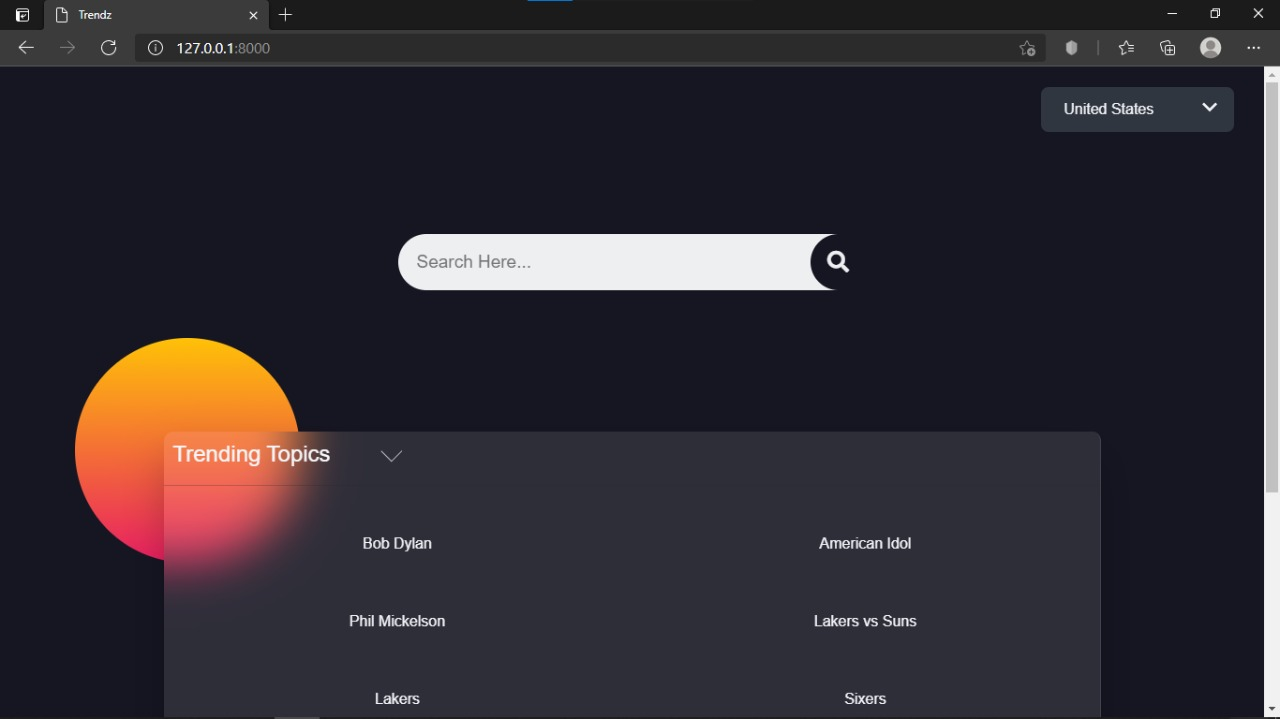 Trendz
127.0.0.1:8000
United States
Search Here...
Trending Topics
Bob Dylan
American Idol
Phil Mickelson
Lakers vs Suns
Lakers
Sixers